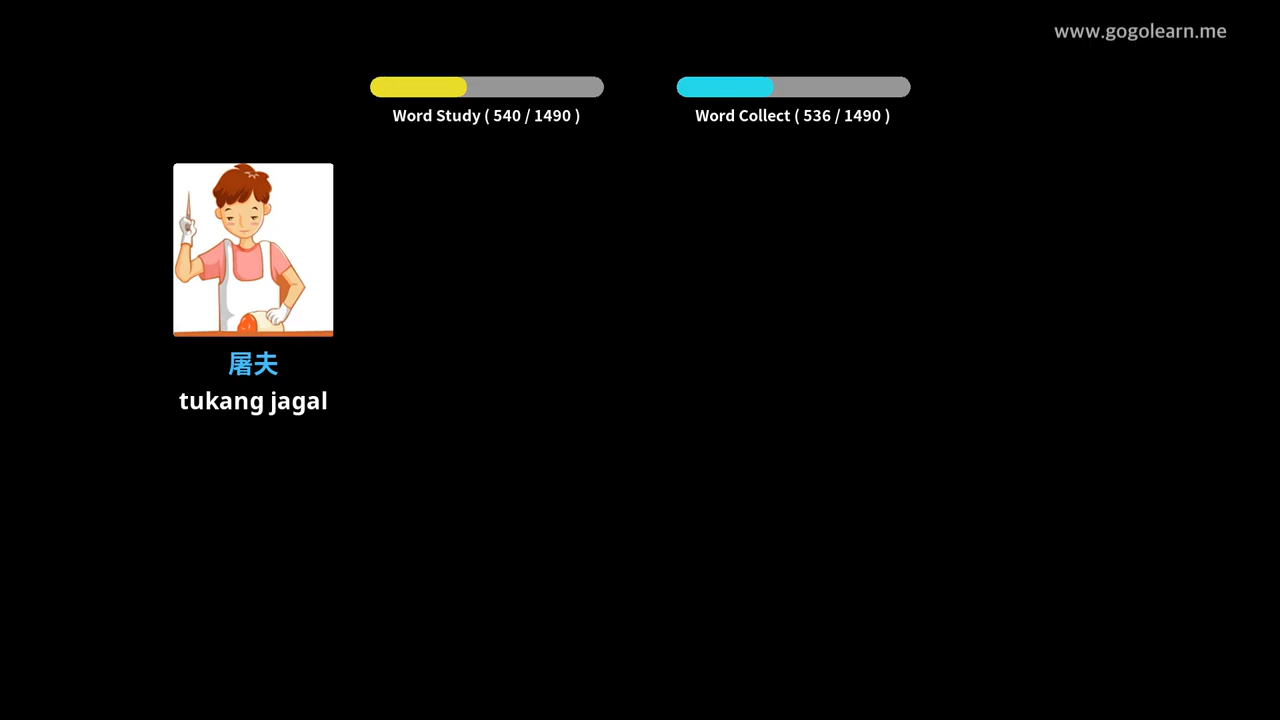 www.gogolearn.me
Word Study ( 540 / 1490 )
Word Collect ( 536 / 1490 )
屠夫
tukang jagal